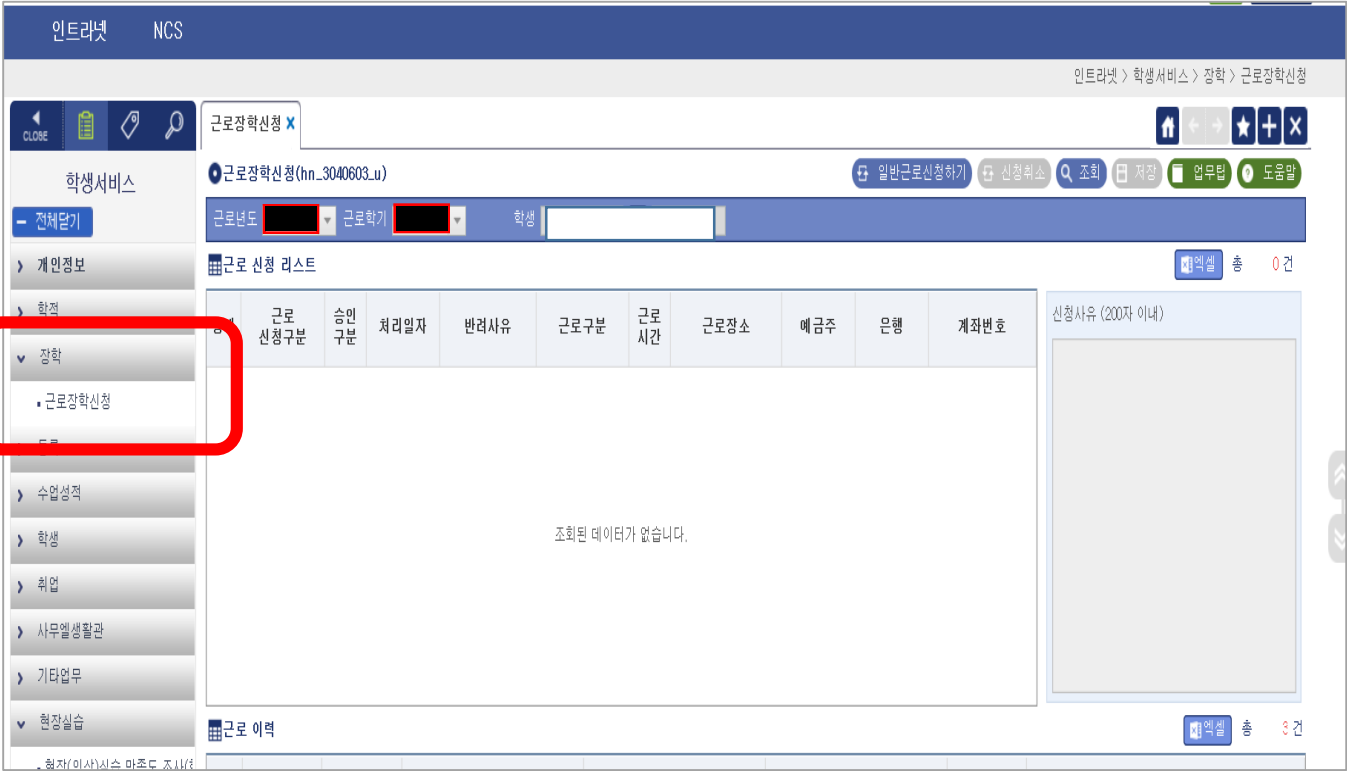 인트라넷 NCS
인트라넷 > 학생서비스 > 장학 > 근로장학신청
CLOSE
근로장학신청
학생서비스
근로장학신청(hn_3040603_u)
일반근로신청하기 신청취소 조회 저장 업무팁 도움말
전체닫기
근로년도 근로학기 학생
개인정보
근로 신청 리스트
엑셀 총 0 건
학적
근로
신청구분
승인
구분
처리일자 반려사유 근로구분
근로
시간
근로장소 예금주 은행 계좌번호
신청사유 (200자 이내)
장학
근로장학신청
수업성적
학생
조회된 데이터가 없습니다.
취업
사무엘생활관
기타업무
현장실습
근로 이력
엑셀 총 3 건